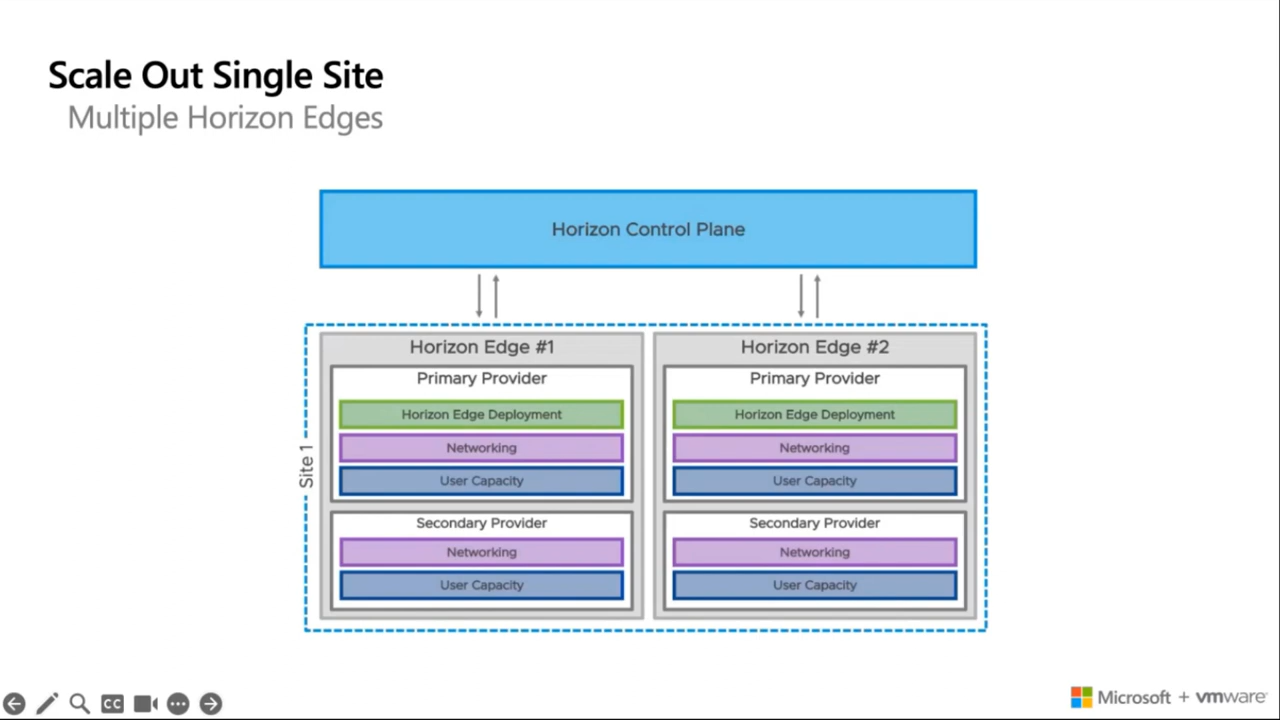 Scale Out Single Site
Multiple Horizon Edges
Horizon Control Plane
Site 1
Horizon Edge #1
Primary Provider
Horizon Edge Deployment
Networking
User Capacity
Secondary Provider
Networking
User Capacity
Horizon Edge #2
Primary Provider
Horizon Edge Deployment
Networking
User Capacity
Secondary Provider
Networking
User Capacity
CC
Microsoft + vmware